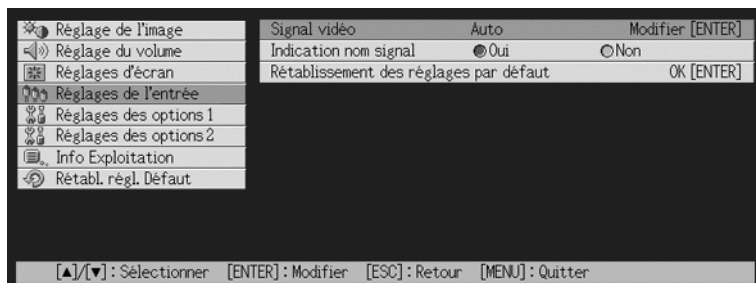 Réglage de l'image
Réglage du volume
Réglages d'écran
Réglages de l'entrée
Réglages des options 1
Réglages des options 2
Info Exploitation
Rétabl. régl. Défaut
Signal vidéo Auto Modifier [ENTER]
Indication nom signal Oui Non
Rétablissement des réglages par défaut OK [ENTER]
[▲]/[▼] : Sélectionner [ENTER] : Modifier [ESC] : Retour [MENU] : Quitter